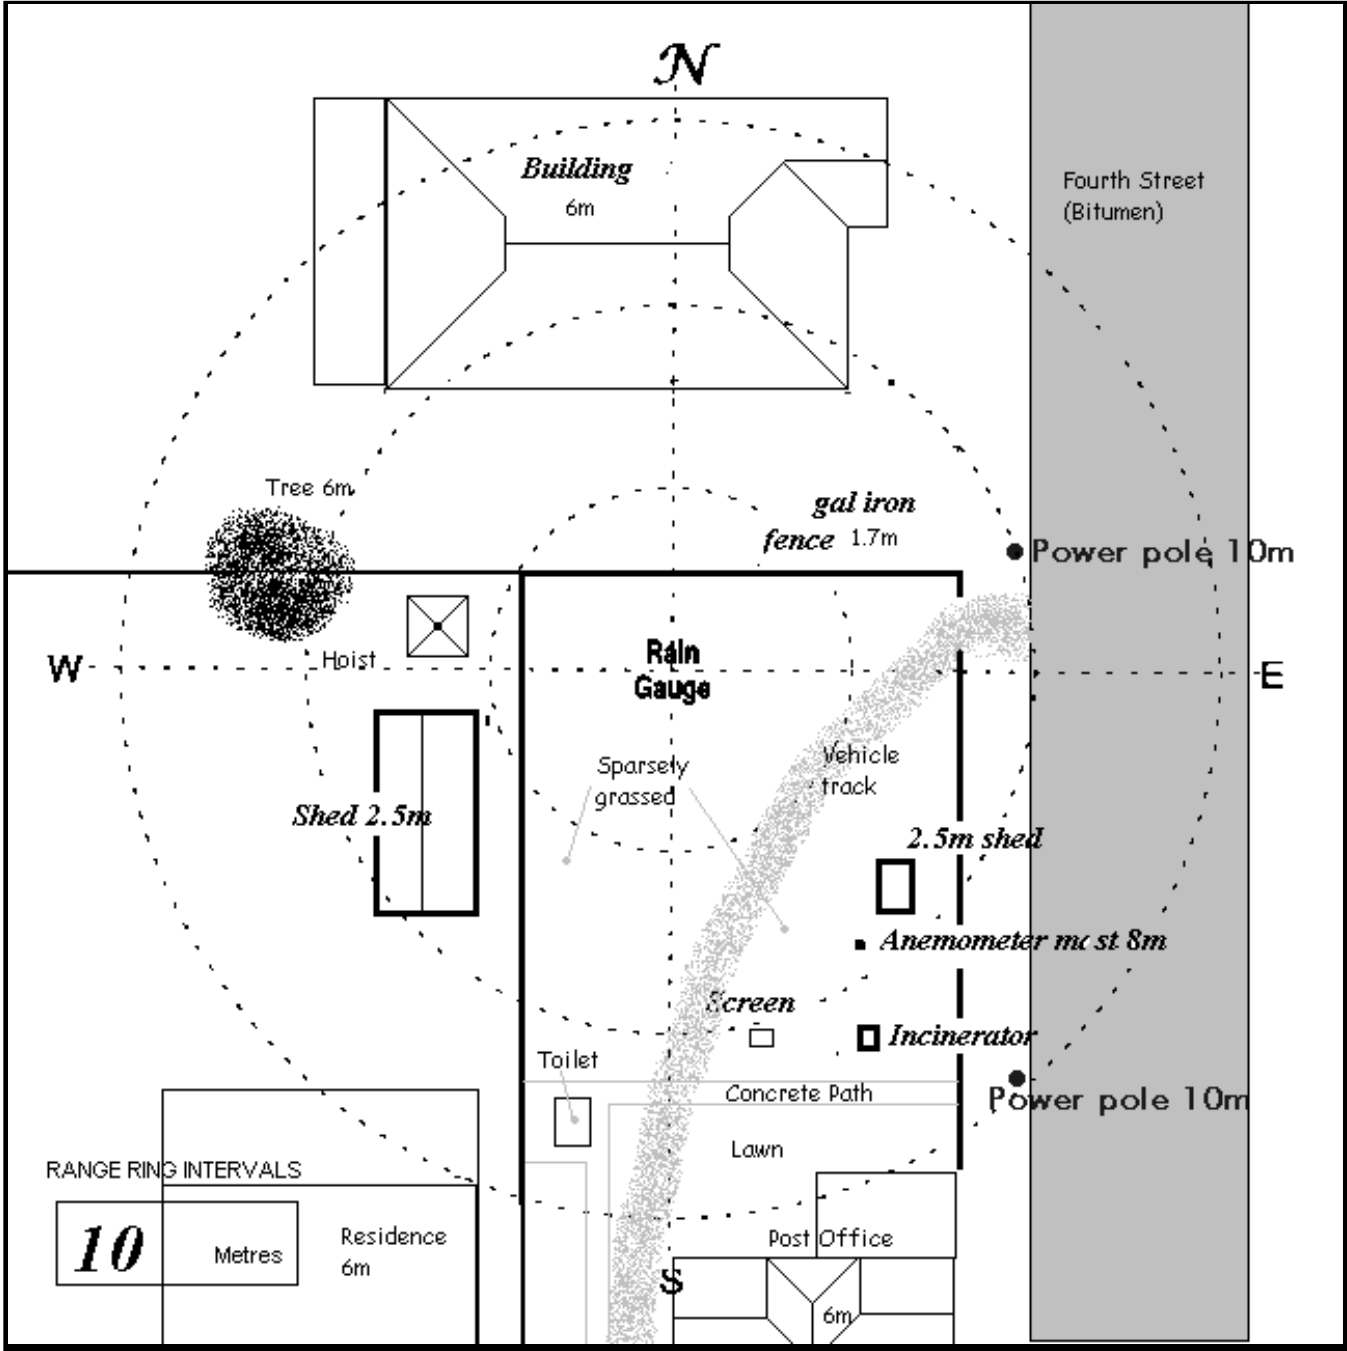 N
Building
6m
Fourth Street
(Bitumen)
Tree 6m
gal iron
fence 1.7m
Power pole 10m
W
Hoist
Rain
Gauge
E
Sparsely
grassed
Vehicle
track
Shed 2.5m
2.5m shed
Anemometer mast 8m
Screen
Incinerator
Toilet
Concrete Path
Power pole 10m
Lawn
RANGE RING INTERVALS
10 Metres
Residence
6m
Post Office
S
6m